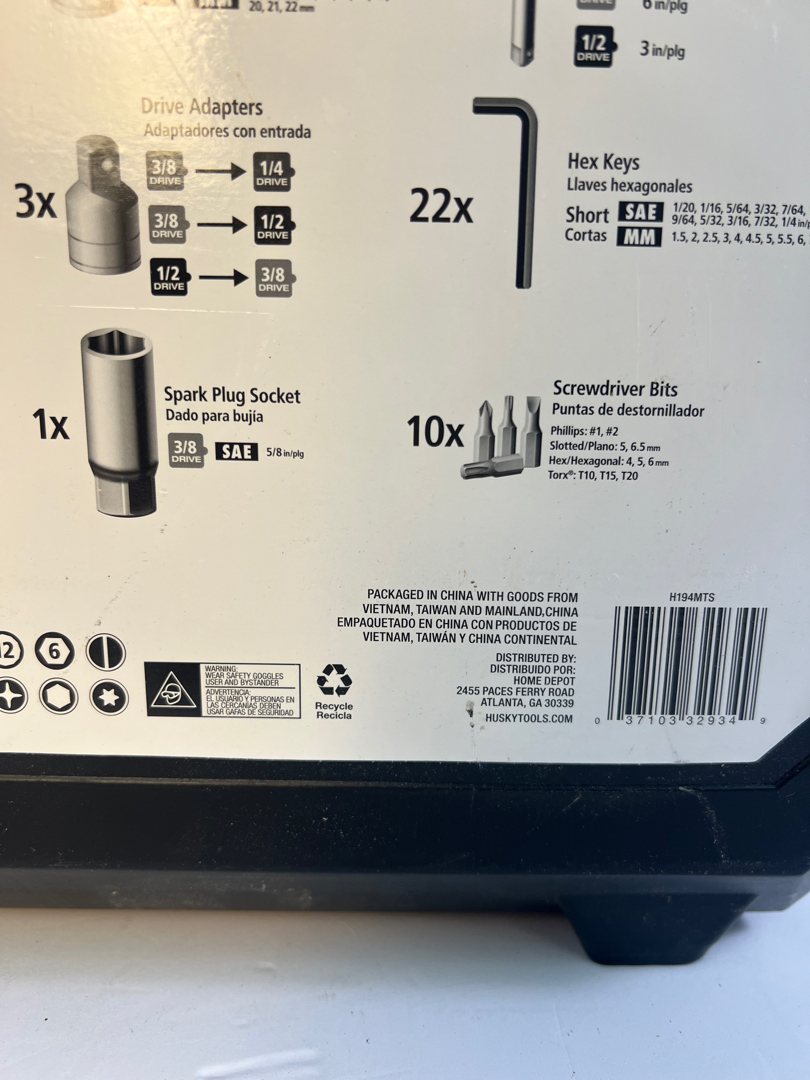 20, 21, 22 mm
6 in/plg
1/2 DRIVE 3 in/plg
Drive Adapters
Adaptadores con entrada
3x
3/8 DRIVE 1/4 DRIVE
3/8 DRIVE 1/2 DRIVE
1/2 DRIVE 3/8 DRIVE
22x
Hex Keys
Llaves hexagonales
Short SAE 1/20, 1/16, 5/64, 3/32, 7/64,
9/64, 5/32, 3/16, 7/32, 1/4 in/p
Cortas MM 1.5, 2, 2.5, 3, 4, 4.5, 5, 5.5, 6,
1x
Spark Plug Socket
Dado para bujía
3/8 DRIVE SAE 5/8 in/plg
10x
Screwdriver Bits
Puntas de destornillador
Phillips: #1, #2
Slotted/Plano: 5, 6.5 mm
Hex/Hexagonal: 4, 5, 6 mm
Torx®: T10, T15, T20
PACKAGED IN CHINA WITH GOODS FROM
VIETNAM, TAIWAN AND MAINLAND,CHINA
EMPAQUETADO EN CHINA CON PRODUCTOS DE
VIETNAM, TAIWÁN Y CHINA CONTINENTAL
DISTRIBUTED BY:
DISTRIBUIDO POR:
HOME DEPOT
2455 PACES FERRY ROAD
ATLANTA, GA 30339
HUSKYTOOLS.COM
H194MTS
0 37103 32934 9
12 6
WARNING:
WEAR SAFETY GOGGLES
USER AND BYSTANDER
ADVERTENCIA:
EL USUARIO Y PERSONAS EN
LAS CERCANÍAS DEBEN
USAR GAFAS DE SEGURIDAD
Recycle
Recicla